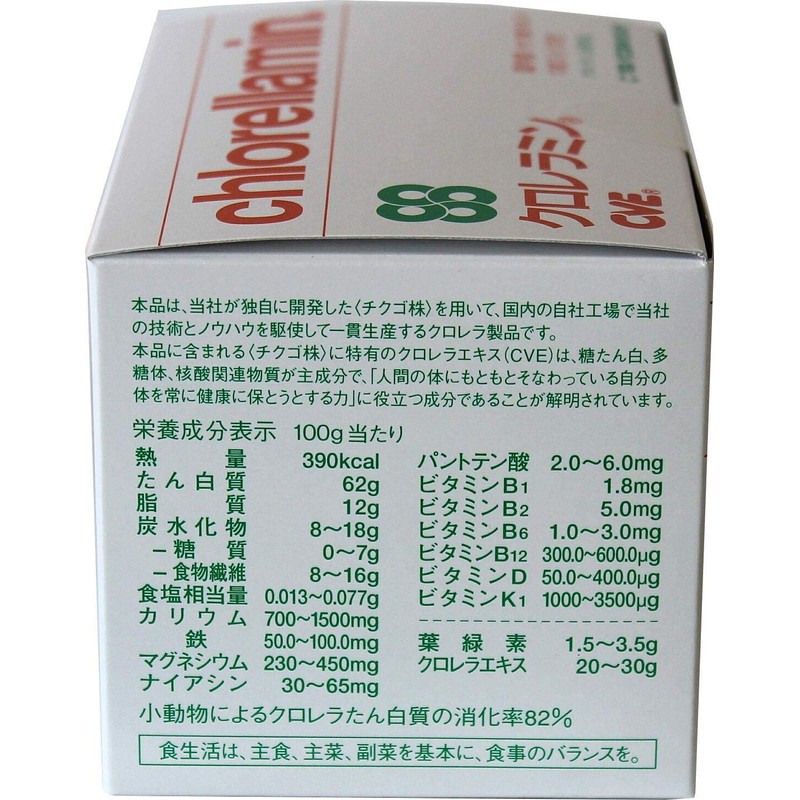 chlorellamin
クロレラミン®
CVE®
本品は、当社が独自に開発した〈チクゴ株〉を用いて、国内の自社工場で当社
の技術とノウハウを駆使して一貫生産するクロレラ製品です。
本品に含まれる〈チクゴ株〉に特有のクロレラエキス(CVE)は、糖たん白、多
糖体、核酸関連物質が主成分で、「人間の体にもともとそなわっている自分の
体を常に健康に保とうとする力」に役立つ成分であることが解明されています。
栄養成分表示 100g当たり
熱量 390kcal
たん白質 62g
脂質 12g
炭水化物 8〜18g
−糖質 0〜7g
−食物繊維 8〜16g
食塩相当量 0.013〜0.077g
カリウム 700〜1500mg
鉄 50.0〜100.0mg
マグネシウム 230〜450mg
ナイアシン 30〜65mg
パントテン酸 2.0〜6.0mg
ビタミンB1 1.8mg
ビタミンB2 5.0mg
ビタミンB6 1.0〜3.0mg
ビタミンB12 300.0〜600.0μg
ビタミンD 50.0〜400.0μg
ビタミンK1 1000〜3500μg
葉緑素 1.5〜3.5g
クロレラエキス 20〜30g
小動物によるクロレラたん白質の消化率82%
食生活は、主食、主菜、副菜を基本に、食事のバランスを。